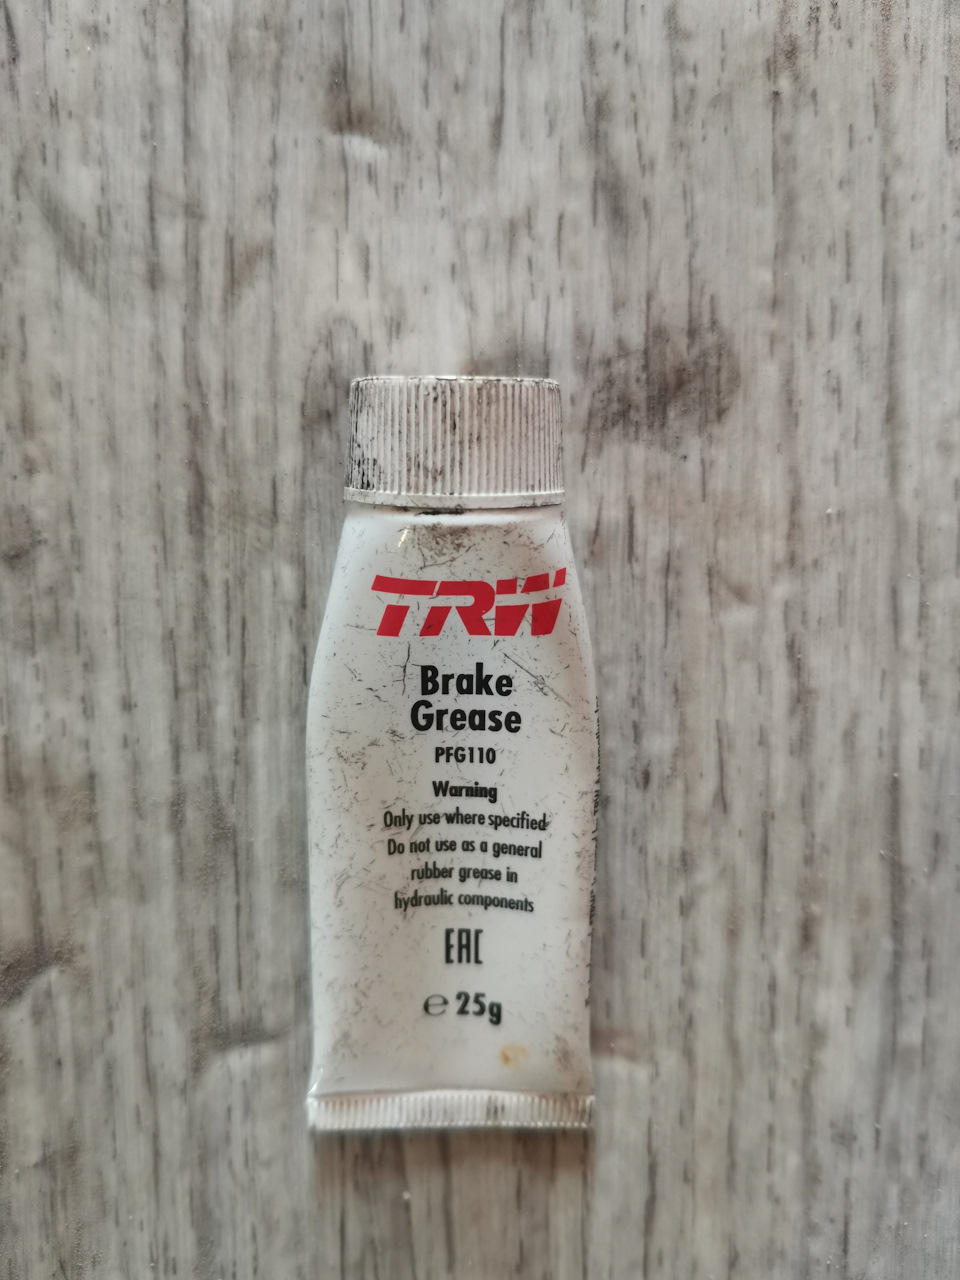 TRW
Brake
Grease
PFG110
Warning
Only use where specified
Do not use as a general
rubber grease in
hydraulic components
EAC
℮ 25g